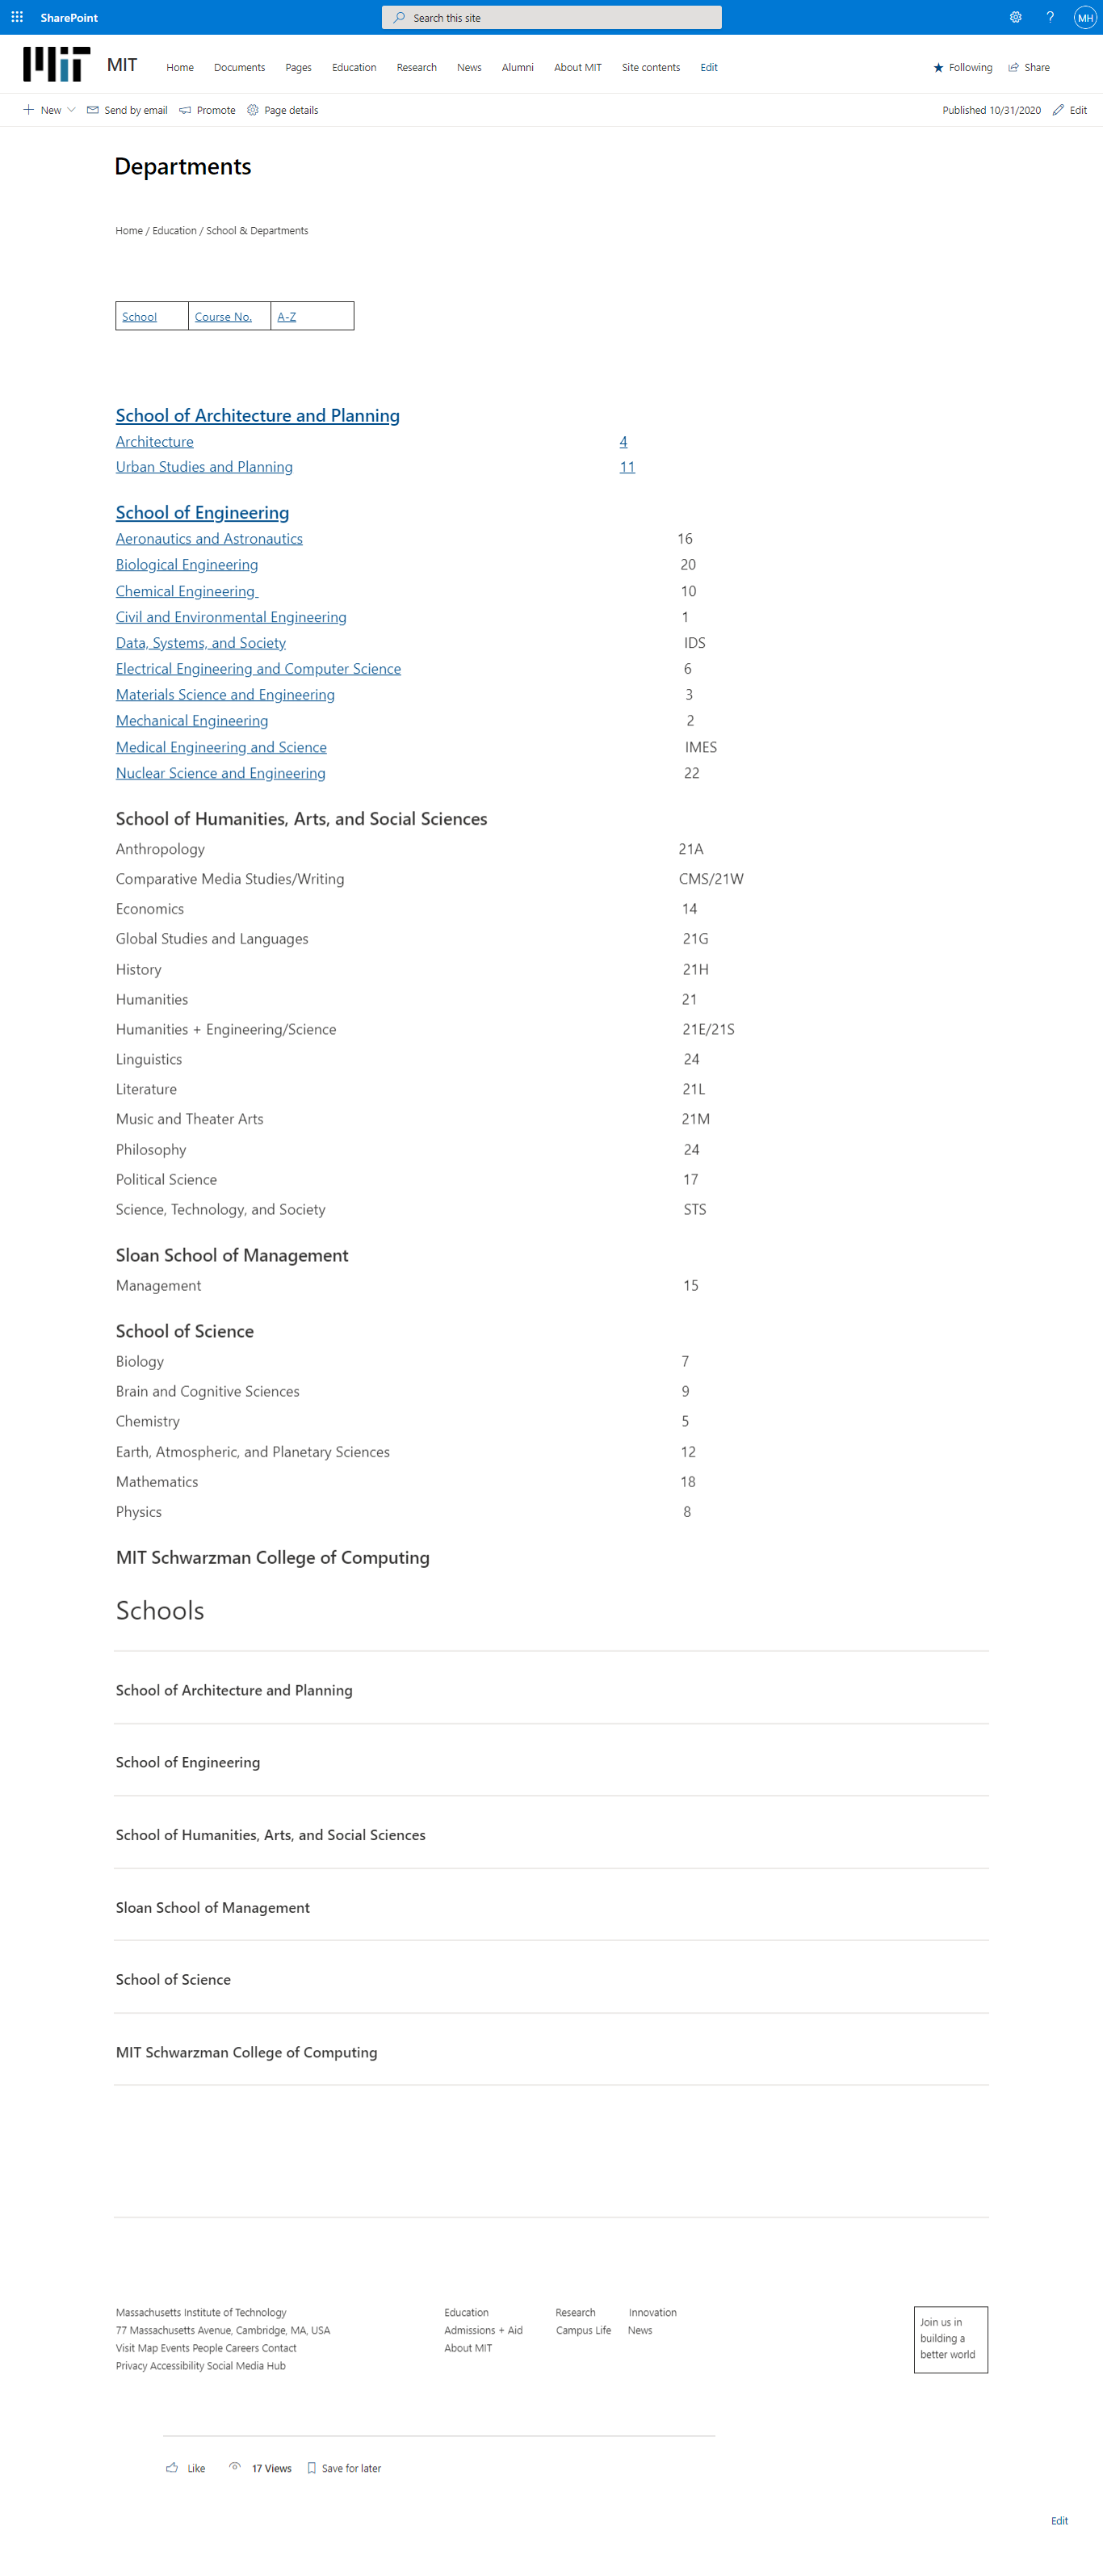 SharePoint
Search this site
MH
MIT MIT Home Documents Pages Education Research News Alumni About MIT Site contents Edit Following Share
New Send by email Promote Page details Published 10/31/2020 Edit
Departments
Home / Education / School & Departments
School Course No. A-Z
School of Architecture and Planning
Architecture 4
Urban Studies and Planning 11
School of Engineering
Aeronautics and Astronautics 16
Biological Engineering 20
Chemical Engineering 10
Civil and Environmental Engineering 1
Data, Systems, and Society IDS
Electrical Engineering and Computer Science 6
Materials Science and Engineering 3
Mechanical Engineering 2
Medical Engineering and Science IMES
Nuclear Science and Engineering 22
School of Humanities, Arts, and Social Sciences
Anthropology 21A
Comparative Media Studies/Writing CMS/21W
Economics 14
Global Studies and Languages 21G
History 21H
Humanities 21
Humanities + Engineering/Science 21E/21S
Linguistics 24
Literature 21L
Music and Theater Arts 21M
Philosophy 24
Political Science 17
Science, Technology, and Society STS
Sloan School of Management
Management 15
School of Science
Biology 7
Brain and Cognitive Sciences 9
Chemistry 5
Earth, Atmospheric, and Planetary Sciences 12
Mathematics 18
Physics 8
MIT Schwarzman College of Computing
Schools
School of Architecture and Planning
School of Engineering
School of Humanities, Arts, and Social Sciences
Sloan School of Management
School of Science
MIT Schwarzman College of Computing
Massachusetts Institute of Technology
77 Massachusetts Avenue, Cambridge, MA, USA
Visit Map Events People Careers Contact
Privacy Accessibility Social Media Hub
Education Research Innovation
Admissions + Aid Campus Life News
About MIT
Join us in
building a
better world
Like 17 Views Save for later
Edit